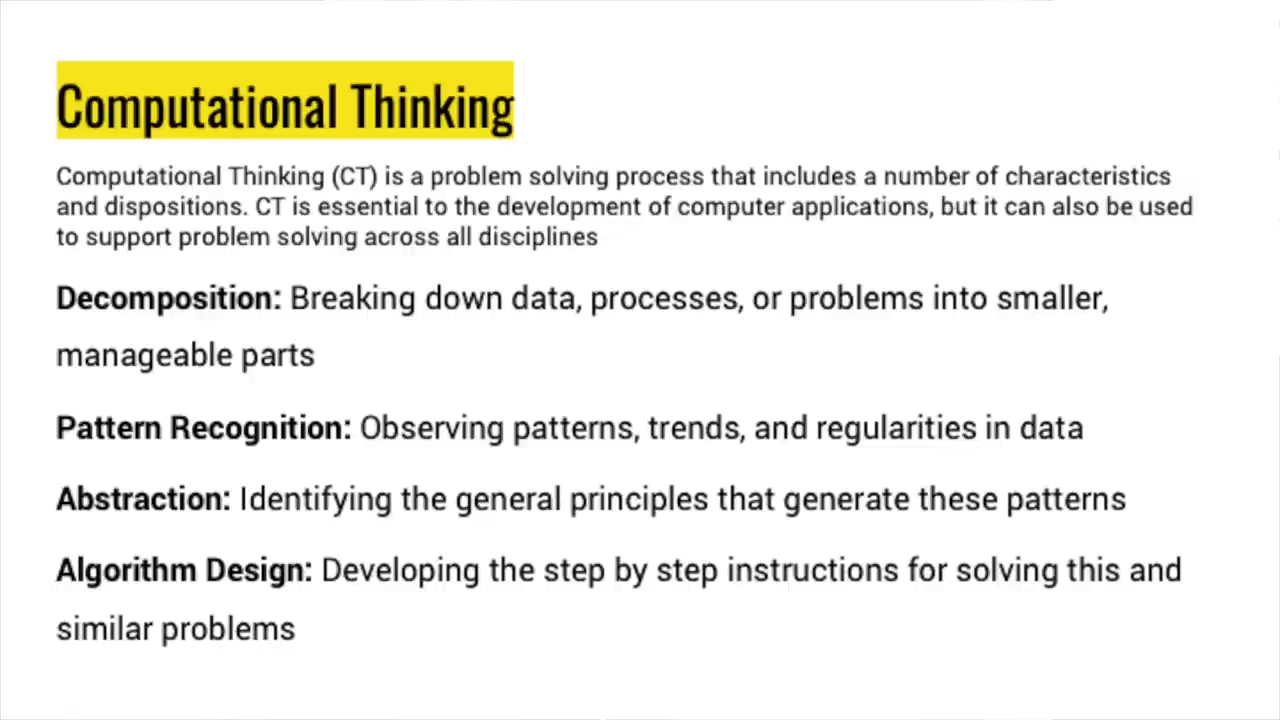 Computational Thinking
Computational Thinking (CT) is a problem solving process that includes a number of characteristics
and dispositions. CT is essential to the development of computer applications, but it can also be used
to support problem solving across all disciplines
Decomposition: Breaking down data, processes, or problems into smaller,
manageable parts
Pattern Recognition: Observing patterns, trends, and regularities in data
Abstraction: Identifying the general principles that generate these patterns
Algorithm Design: Developing the step by step instructions for solving this and
similar problems